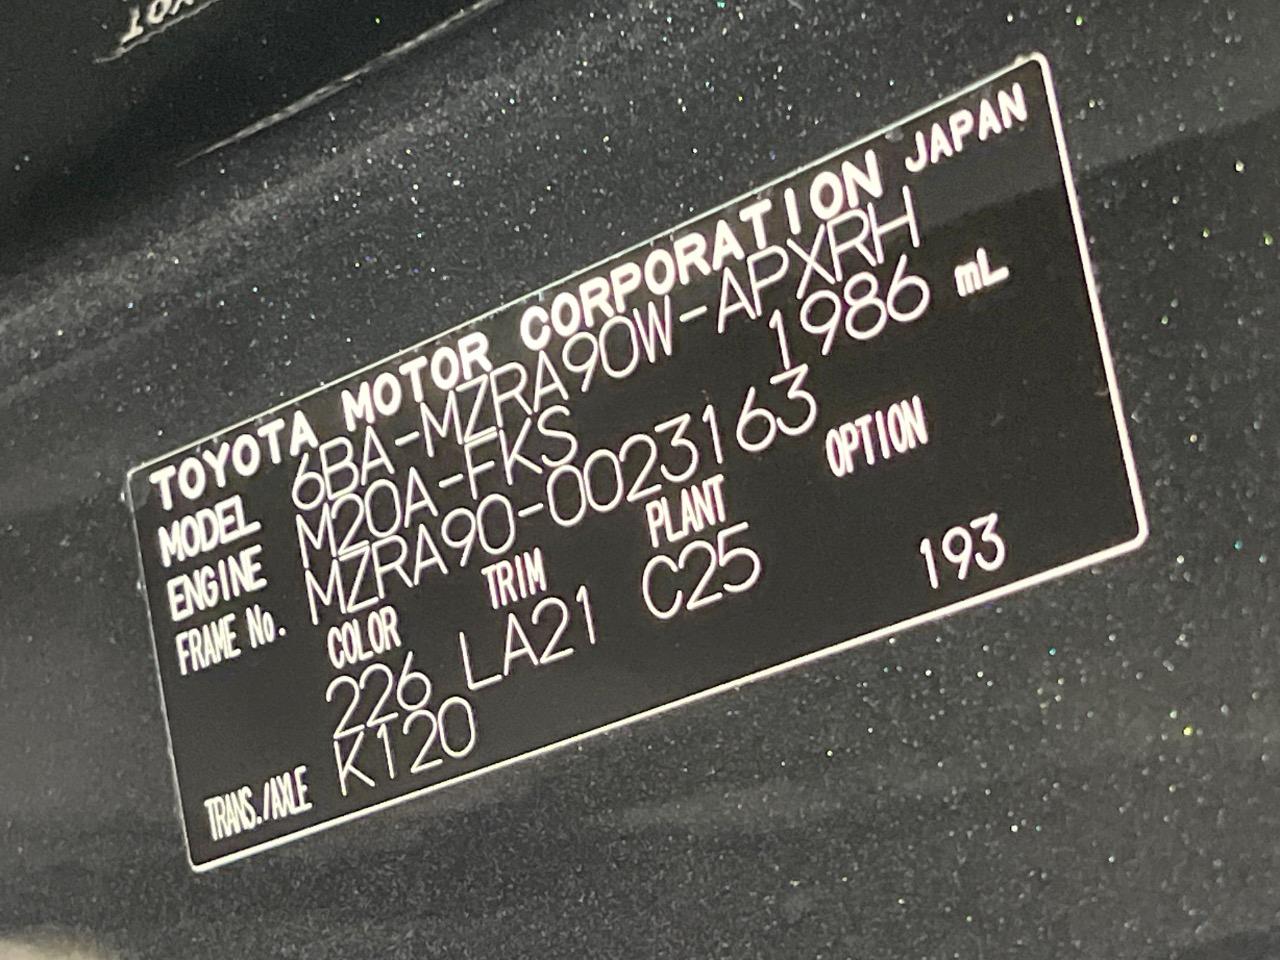 TOYOTA MOTOR CORPORATION JAPAN
MODEL 6BA-MZRA90W-APXRH
ENGINE M20A-FKS 1986 mL
FRAME No. MZRA90-0023163
COLOR TRIM PLANT OPTION
226 LA21 C25 193
TRANS./AXLE K120